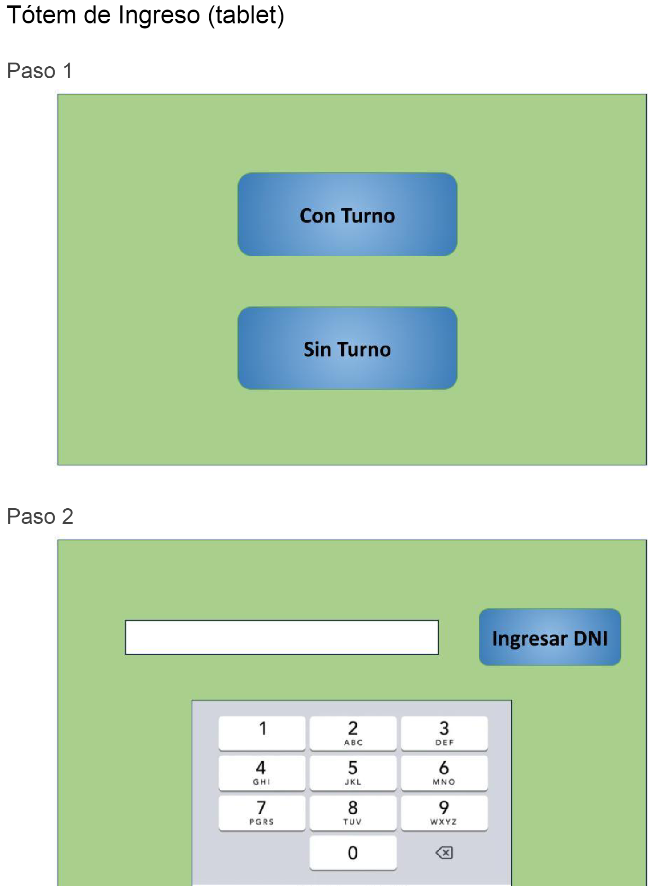 Tótem de Ingreso (tablet)
Paso 1
Con Turno
Sin Turno
Paso 2
Ingresar DNI
1 2 3
ABC DEF
4 5 6
GHI JKL MNO
7 8 9
PGRS TUV WXYZ
0